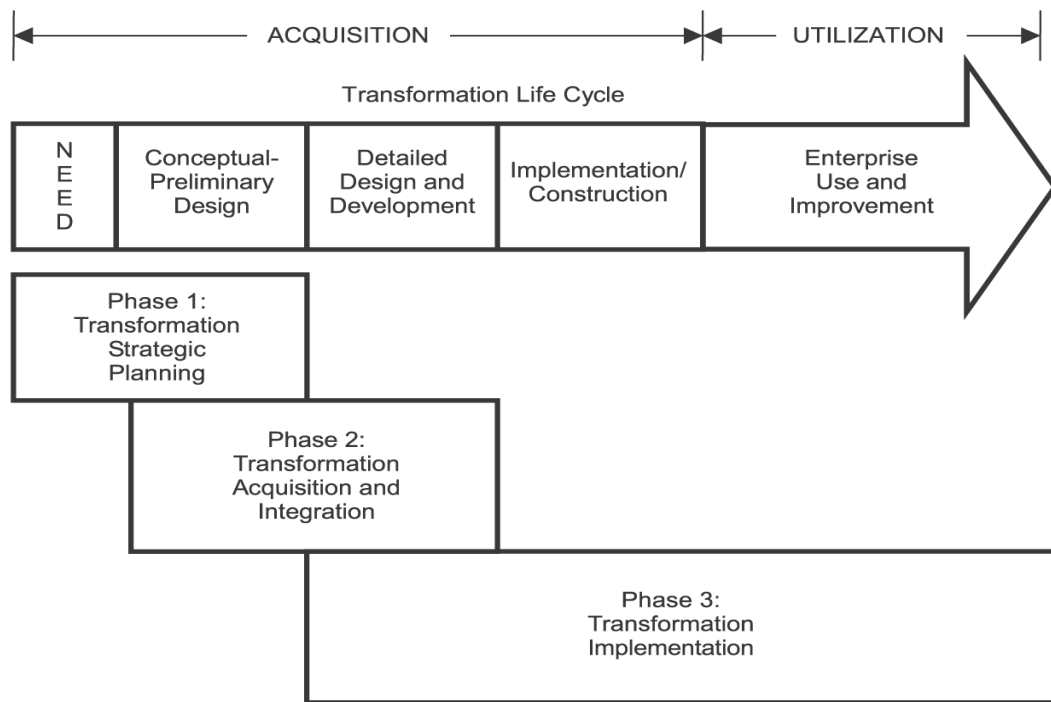 ACQUISITION
UTILIZATION
Transformation Life Cycle
N
E
E
D
Conceptual-
Preliminary
Design
Detailed
Design and
Development
Implementation/
Construction
Enterprise
Use and
Improvement
Phase 1:
Transformation
Strategic
Planning
Phase 2:
Transformation
Acquisition and
Integration
Phase 3:
Transformation
Implementation